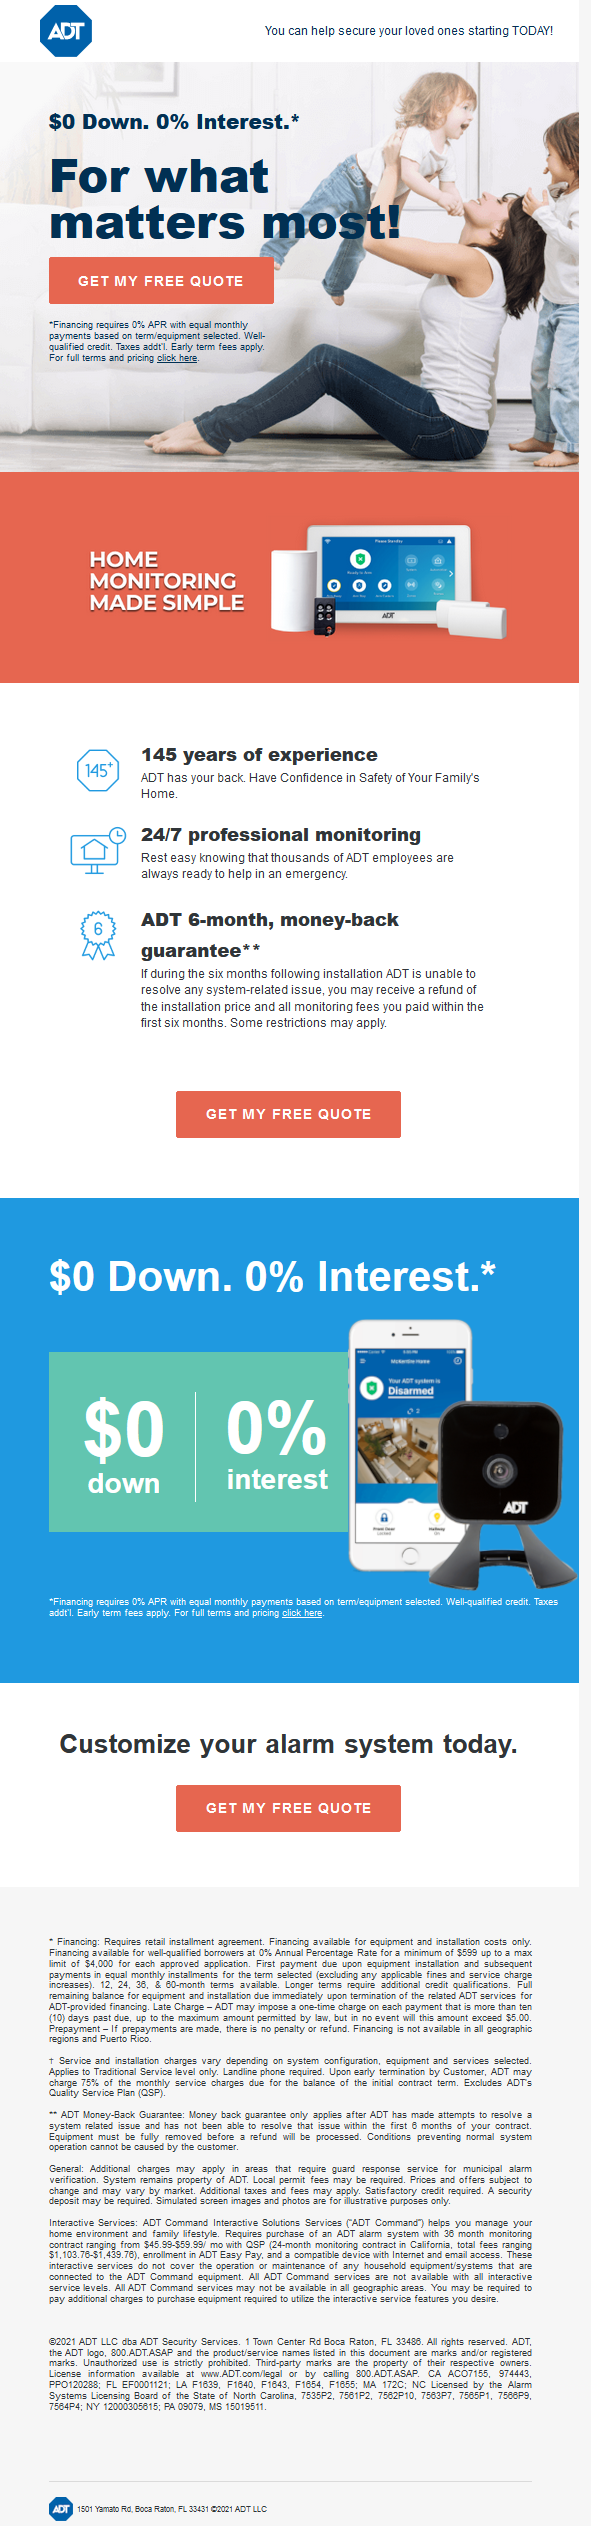 ADT
You can help secure your loved ones starting TODAY!
$0 Down. 0% Interest.*
For what
matters most!
GET MY FREE QUOTE
*Financing requires 0% APR with equal monthly
payments based on term/equipment selected. Well-
qualified credit. Taxes addt'l. Early term fees apply.
For full terms and pricing click here.
HOME
MONITORING
MADE SIMPLE
ADT
145+
145 years of experience
ADT has your back. Have Confidence in Safety of Your Family's
Home.
24/7 professional monitoring
Rest easy knowing that thousands of ADT employees are
always ready to help in an emergency.
6
ADT 6-month, money-back
guarantee**
If during the six months following installation ADT is unable to
resolve any system-related issue, you may receive a refund of
the installation price and all monitoring fees you paid within the
first six months. Some restrictions may apply.
GET MY FREE QUOTE
$0 Down. 0% Interest.*
$0
down
0%
interest
Your ADT system is
Disarmed
ADT
*Financing requires 0% APR with equal monthly payments based on term/equipment selected. Well-qualified credit. Taxes
addt'l. Early term fees apply. For full terms and pricing click here.
Customize your alarm system today.
GET MY FREE QUOTE
* Financing: Requires retail installment agreement. Financing available for equipment and installation costs only.
Financing available for well-qualified borrowers at 0% Annual Percentage Rate for a minimum of $599 up to a max
limit of $4,000 for each approved application. First payment due upon equipment installation and subsequent
payments in equal monthly installments for the term selected (excluding any applicable fines and service charge
increases). 12, 24, 36, & 60-month terms available. Longer terms require additional credit qualifications. Full
remaining balance for equipment and installation due immediately upon termination of the related ADT services for
ADT-provided financing. Late Charge – ADT may impose a one-time charge on each payment that is more than ten
(10) days past due, up to the maximum amount permitted by law, but in no event will this amount exceed $5.00.
Prepayment – If prepayments are made, there is no penalty or refund. Financing is not available in all geographic
regions and Puerto Rico.
† Service and installation charges vary depending on system configuration, equipment and services selected.
Applies to Traditional Service level only. Landline phone required. Upon early termination by Customer, ADT may
charge 75% of the monthly service charges due for the balance of the initial contract term. Excludes ADT's
Quality Service Plan (QSP).
** ADT Money-Back Guarantee: Money back guarantee only applies after ADT has made attempts to resolve a
system related issue and has not been able to resolve that issue within the first 6 months of your contract.
Equipment must be fully removed before a refund will be processed. Conditions preventing normal system
operation cannot be caused by the customer.
General: Additional charges may apply in areas that require guard response service for municipal alarm
verification. System remains property of ADT. Local permit fees may be required. Prices and offers subject to
change and may vary by market. Additional taxes and fees may apply. Satisfactory credit required. A security
deposit may be required. Simulated screen images and photos are for illustrative purposes only.
Interactive Services: ADT Command Interactive Solutions Services ("ADT Command") helps you manage your
home environment and family lifestyle. Requires purchase of an ADT alarm system with 36 month monitoring
contract ranging from $45.99-$59.99/ mo with QSP (24-month monitoring contract in California, total fees ranging
$1,103.76-$1,439.76), enrollment in ADT Easy Pay, and a compatible device with Internet and email access. These
interactive services do not cover the operation or maintenance of any household equipment/systems that are
connected to the ADT Command equipment. All ADT Command services are not available with all interactive
service levels. All ADT Command services may not be available in all geographic areas. You may be required to
pay additional charges to purchase equipment required to utilize the interactive service features you desire.
©2021 ADT LLC dba ADT Security Services. 1 Town Center Rd Boca Raton, FL 33486. All rights reserved. ADT,
the ADT logo, 800.ADT.ASAP and the product/service names listed in this document are marks and/or registered
marks. Unauthorized use is strictly prohibited. Third-party marks are the property of their respective owners.
License information available at www.ADT.com/legal or by calling 800.ADT.ASAP. CA ACO7155, 974443,
PPO120288; FL EF0001121; LA F1639, F1640, F1643, F1654, F1655; MA 172C; NC Licensed by the Alarm
Systems Licensing Board of the State of North Carolina, 7535P2, 7561P2, 7562P10, 7563P7, 7565P1, 7566P9,
7564P4; NY 12000305615; PA 09079, MS 15019511.
ADT
1501 Yamato Rd, Boca Raton, FL 33431 ©2021 ADT LLC